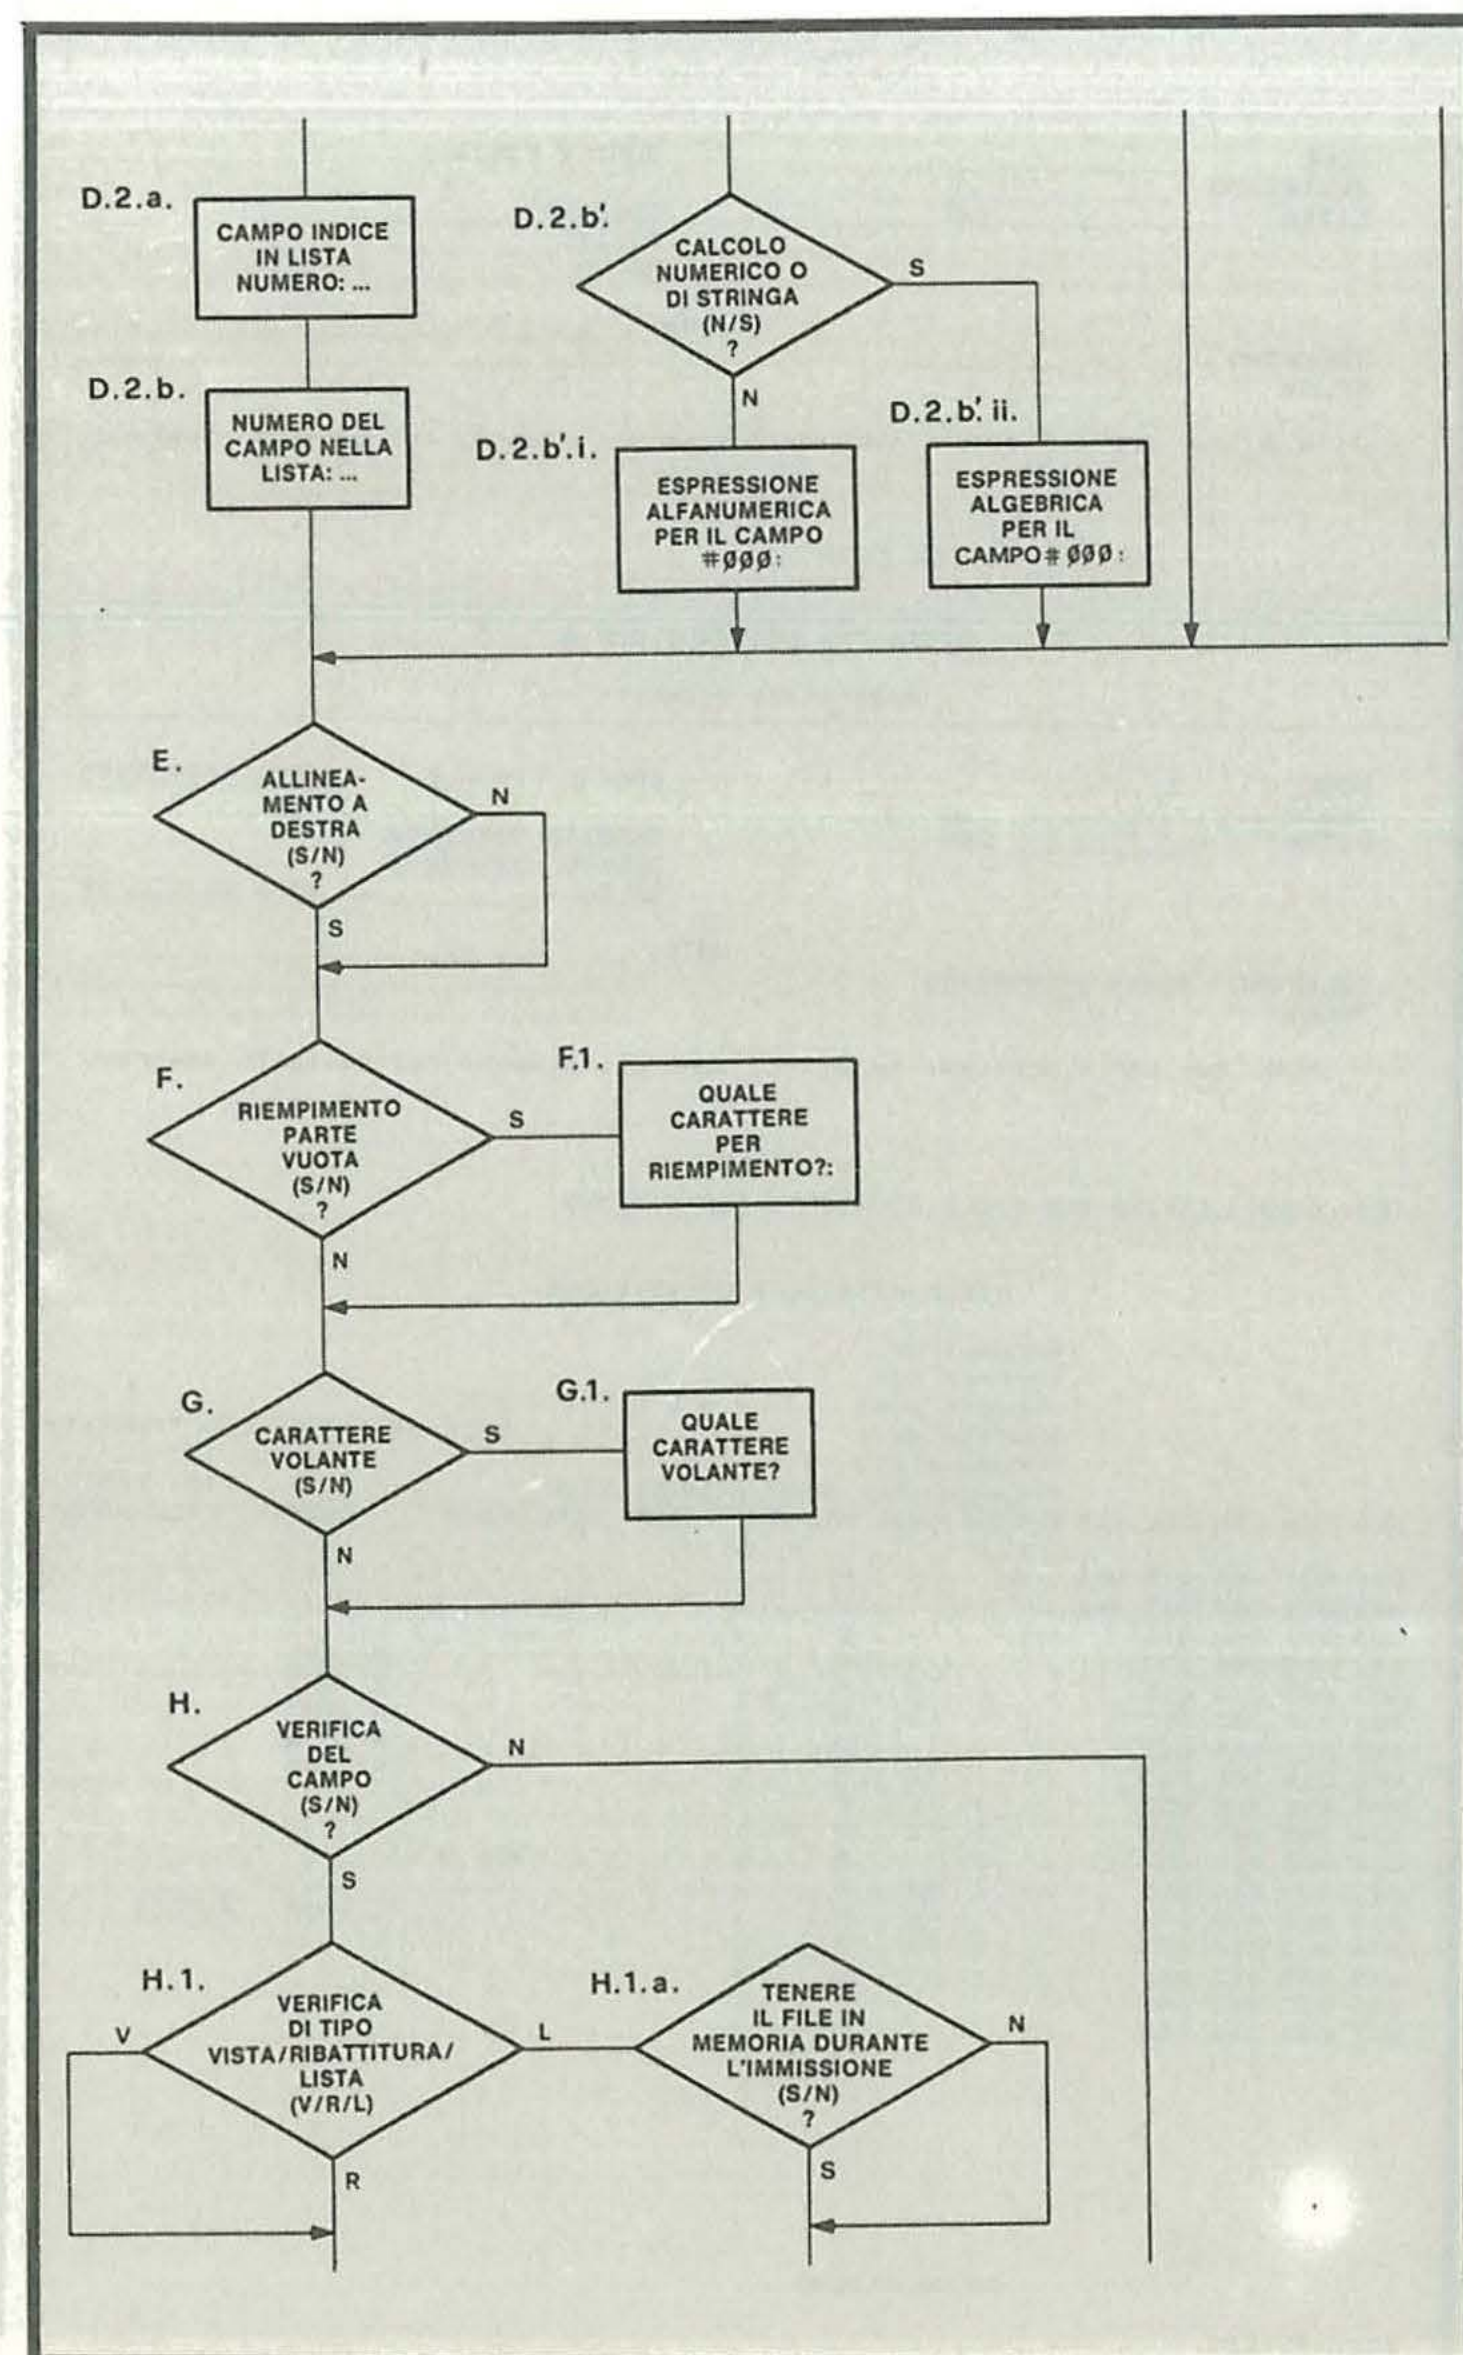 D.2.a.
CAMPO INDICE
IN LISTA
NUMERO: ...
D.2.b'.
CALCOLO
NUMERICO O
DI STRINGA
(N/S)
?
S
N
D.2.b.
NUMERO DEL
CAMPO NELLA
LISTA: ...
D.2.b'.i.
ESPRESSIONE
ALFANUMERICA
PER IL CAMPO
#ØØØ:
D.2.b'. ii.
ESPRESSIONE
ALGEBRICA
PER IL
CAMPO # ØØØ:
E.
ALLINEA-
MENTO A
DESTRA
(S/N)
?
N
S
F.
RIEMPIMENTO
PARTE
VUOTA
(S/N)
?
S
N
F.1.
QUALE
CARATTERE
PER
RIEMPIMENTO?:
G.
CARATTERE
VOLANTE
(S/N)
S
N
G.1.
QUALE
CARATTERE
VOLANTE?
H.
VERIFICA
DEL
CAMPO
(S/N)
?
N
S
H.1.
VERIFICA
DI TIPO
VISTA/RIBATTITURA/
LISTA
(V/R/L)
V
L
R
H.1.a.
TENERE
IL FILE IN
MEMORIA DURANTE
L'IMMISSIONE
(S/N)
?
N
S